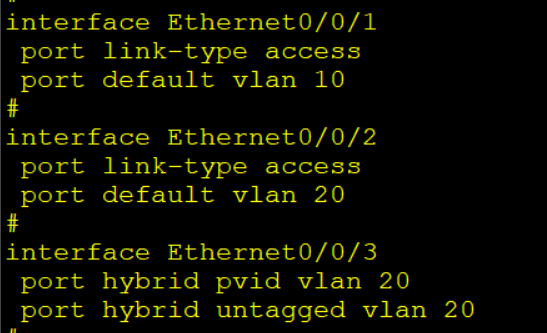 interface Ethernet0/0/1
port link-type access
port default vlan 10
#
interface Ethernet0/0/2
port link-type access
port default vlan 20
#
interface Ethernet0/0/3
port hybrid pvid vlan 20
port hybrid untagged vlan 20